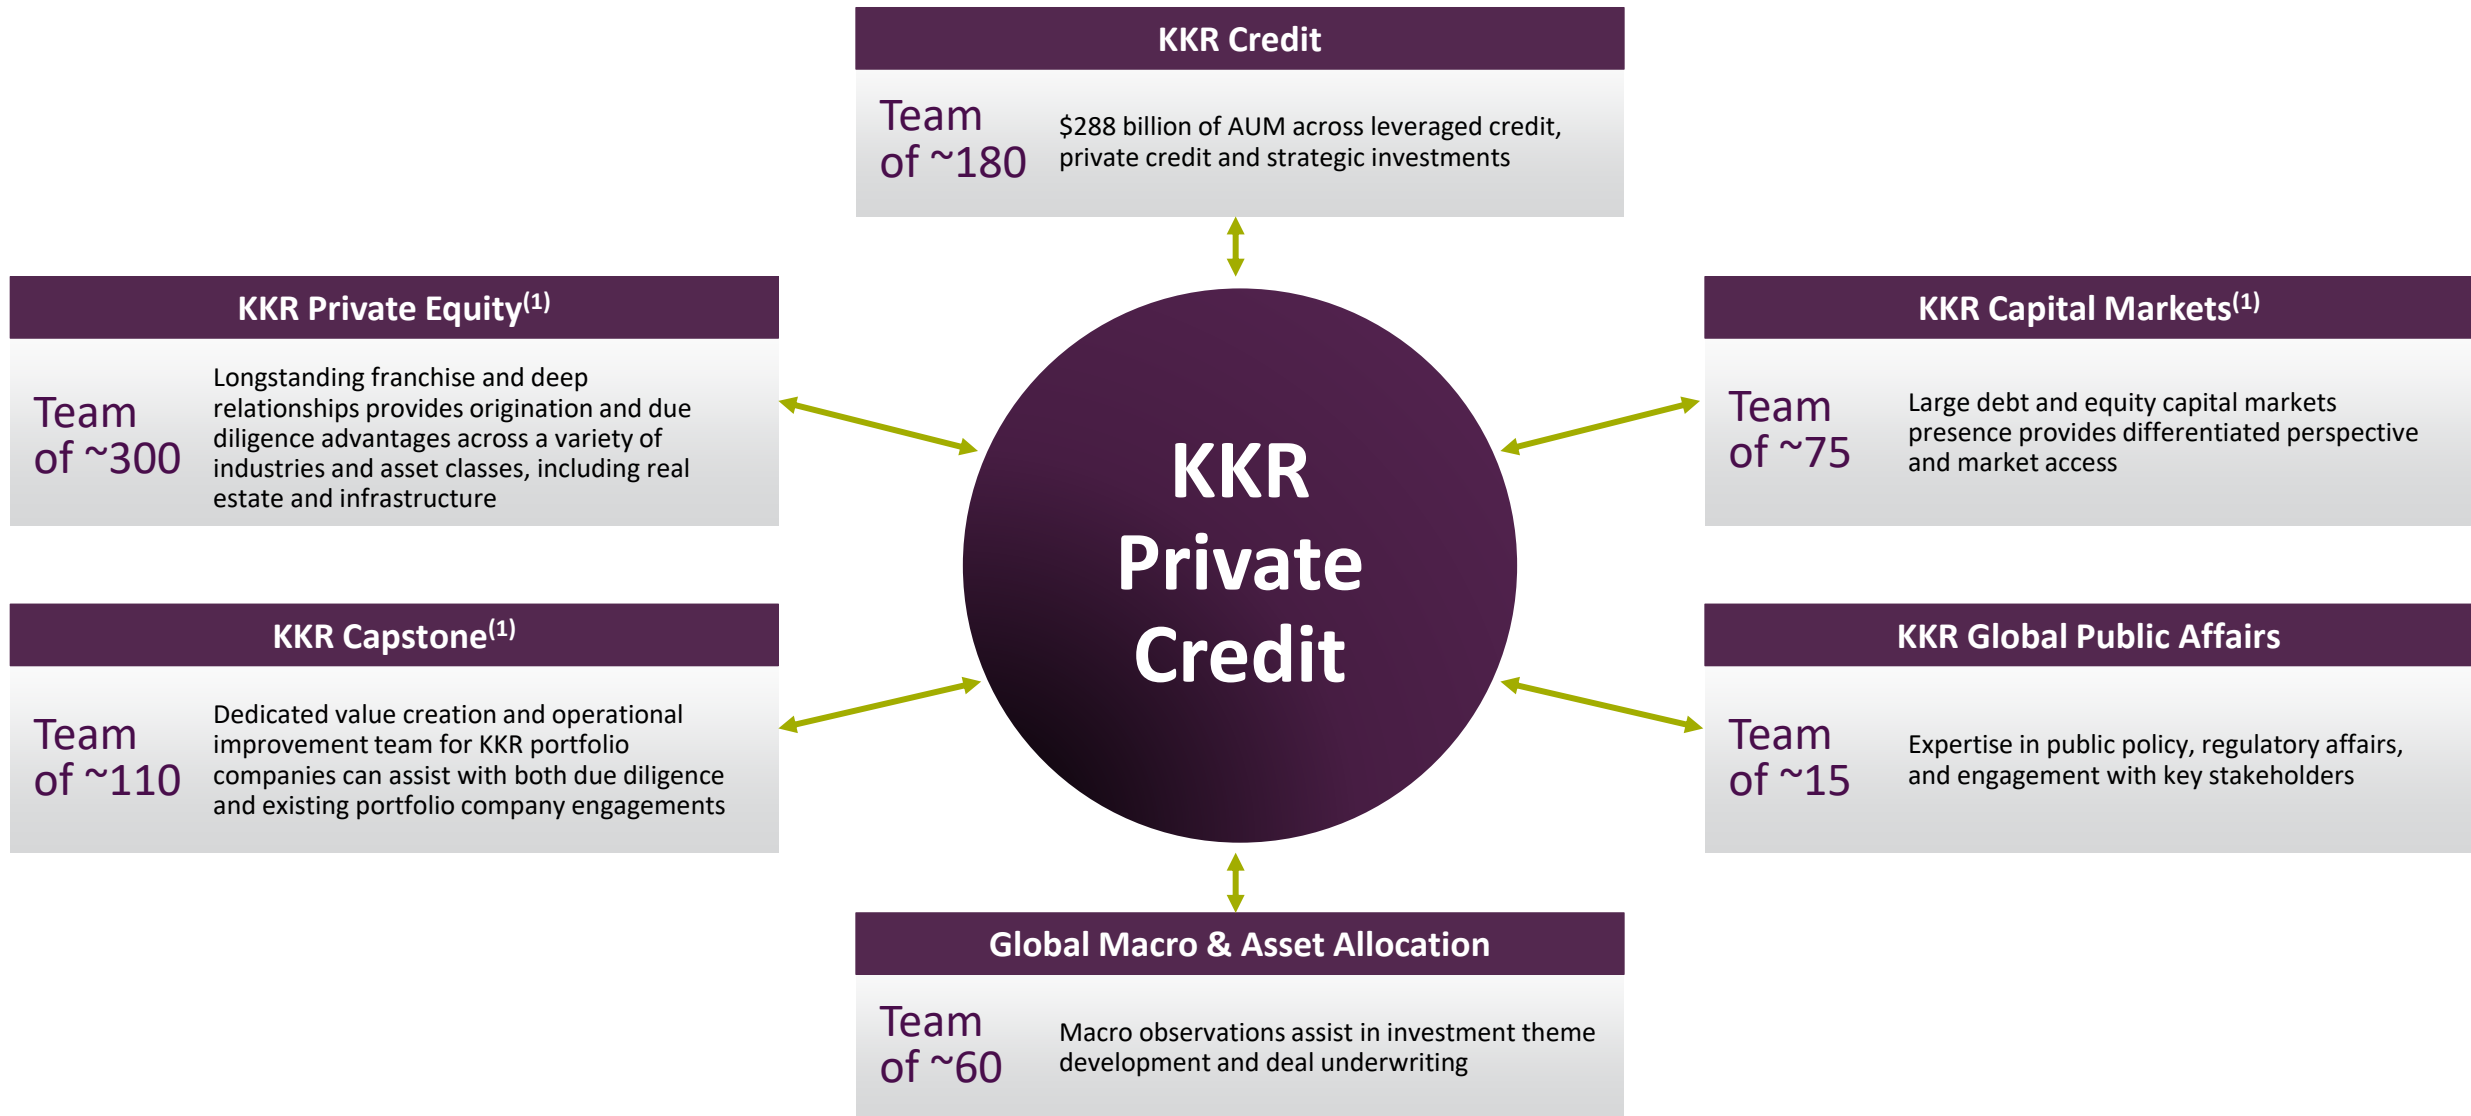 KKR Credit
Team
of ~180
$288 billion of AUM across leveraged credit,
private credit and strategic investments
KKR Private Equity(1)
Team
of ~300
Longstanding franchise and deep
relationships provides origination and due
diligence advantages across a variety of
industries and asset classes, including real
estate and infrastructure
KKR Capital Markets(1)
Team
of ~75
Large debt and equity capital markets
presence provides differentiated perspective
and market access
KKR
Private
Credit
KKR Capstone(1)
Team
of ~110
Dedicated value creation and operational
improvement team for KKR portfolio
companies can assist with both due diligence
and existing portfolio company engagements
KKR Global Public Affairs
Team
of ~15
Expertise in public policy, regulatory affairs,
and engagement with key stakeholders
Global Macro & Asset Allocation
Team
of ~60
Macro observations assist in investment theme
development and deal underwriting